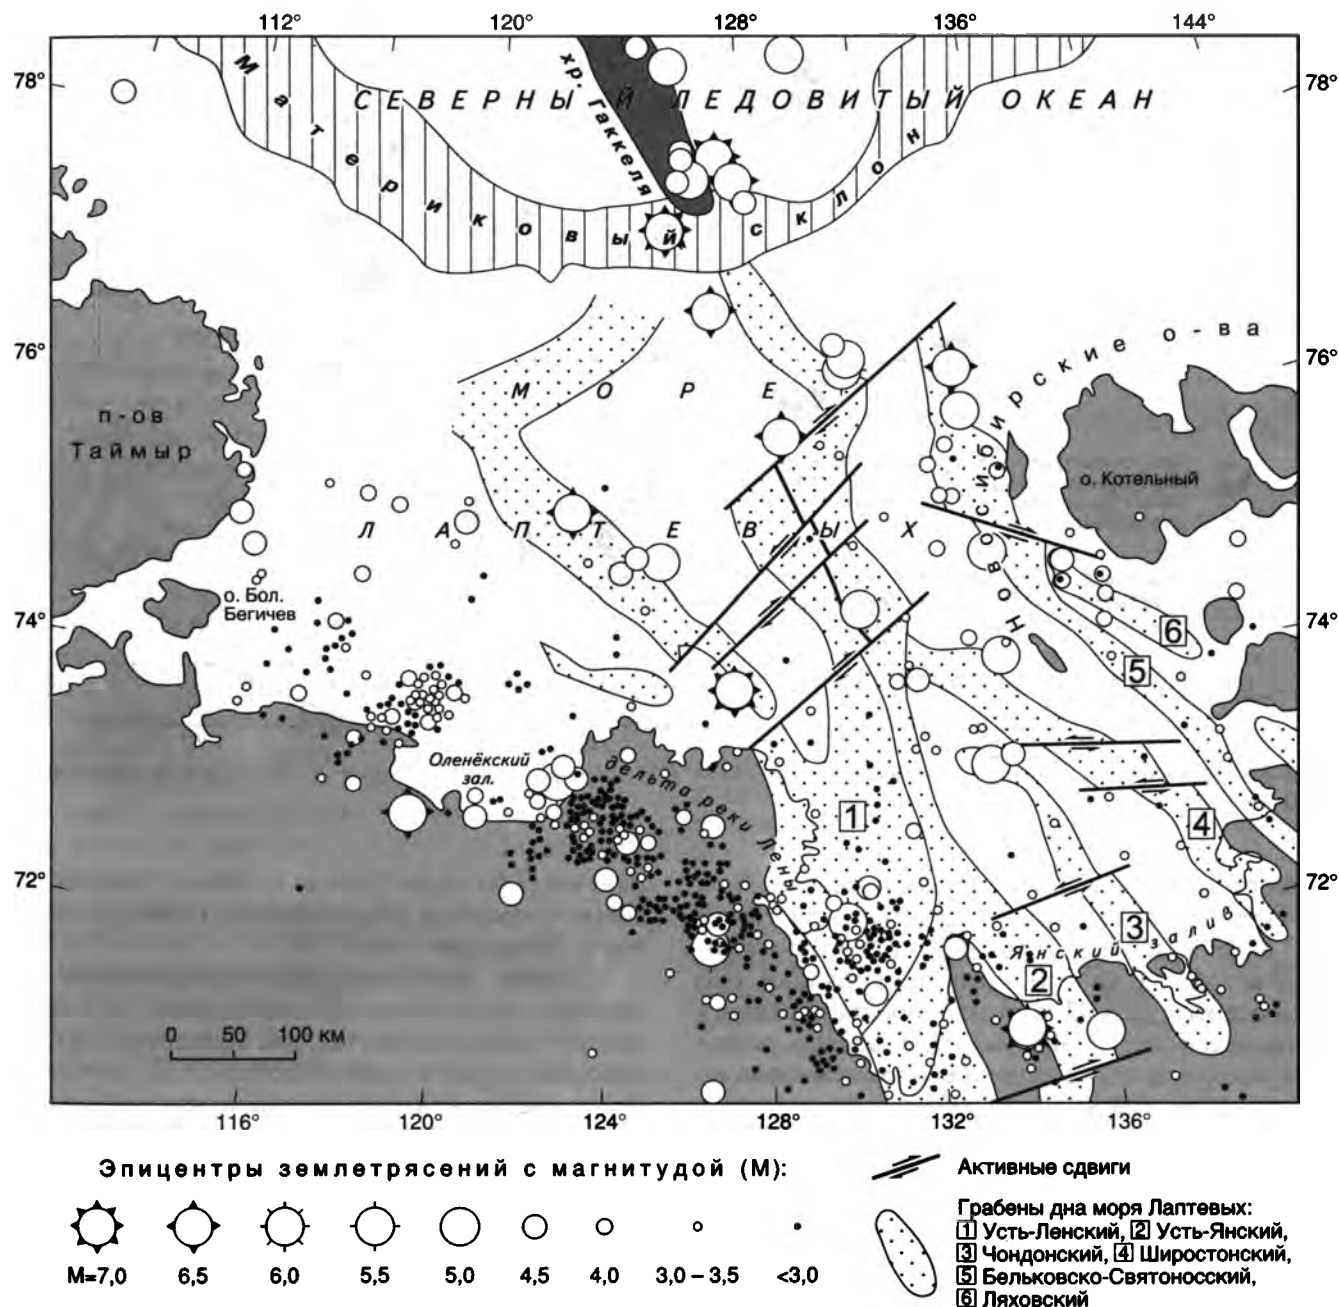 112° 120° 128° 136° 144°
78° 78°
СЕВЕРНЫЙ ЛЕДОВИТЫЙ ОКЕАН
хр. Гаккеля
Материковый склон
76° 76°
п-ов
Таймыр
МОРЕ
ЛАПТЕВЫХ
Новосибирские о-ва
о. Котельный
о. Бол.
Бегичев
74° 74°
6
5
Оленёкский
зал.
дельта реки Лены
1
4
72° 72°
3
Янский залив
2
0 50 100 км
116° 120° 124° 128° 132° 136°
Эпицентры землетрясений с магнитудой (М):
М=7,0 6,5 6,0 5,5 5,0 4,5 4,0 3,0 – 3,5 <3,0
Активные сдвиги
Грабены дна моря Лаптевых:
1 Усть-Ленский, 2 Усть-Янский,
3 Чондонский, 4 Широстонский,
5 Бельковско-Святоносский,
6 Ляховский